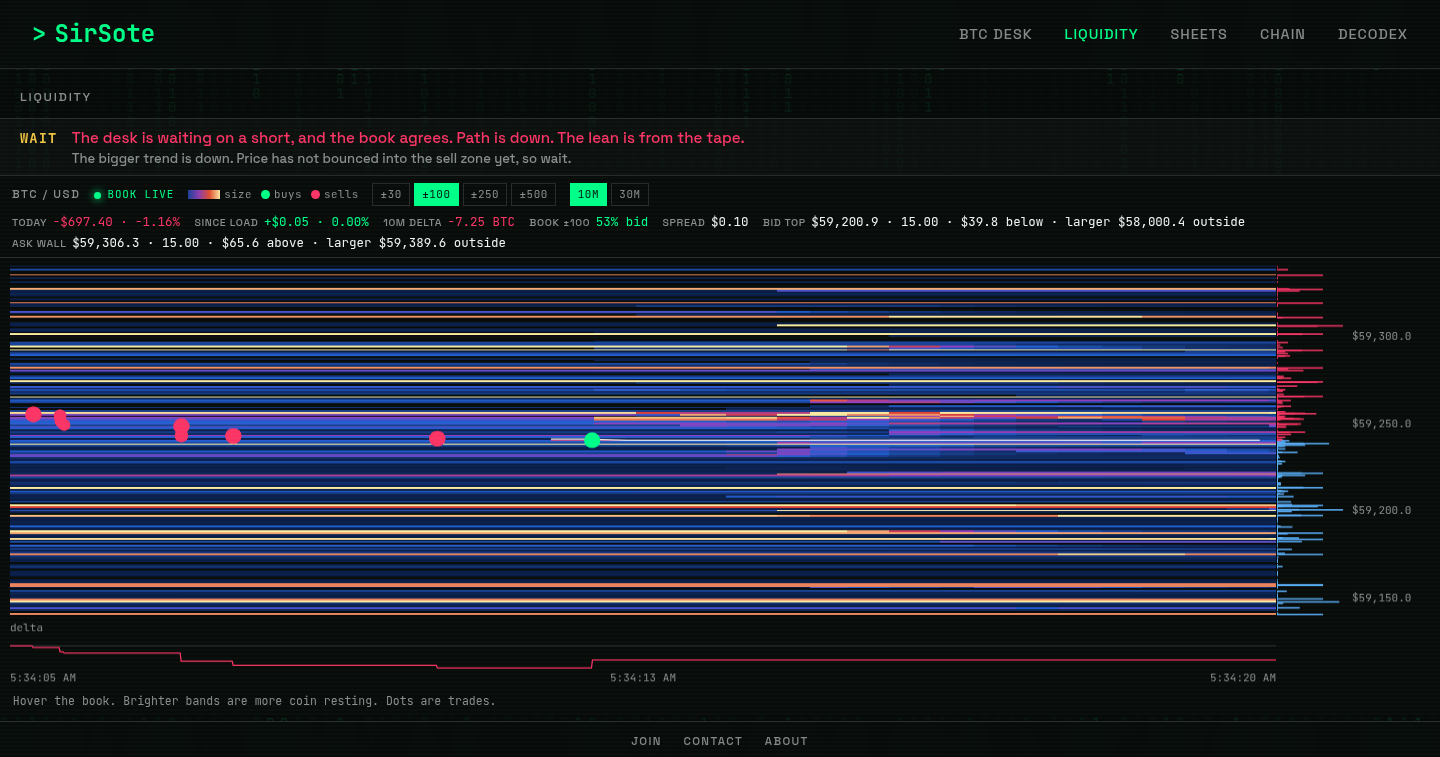 > SirSote
BTC DESK LIQUIDITY SHEETS CHAIN DECODEX
LIQUIDITY
WAIT The desk is waiting on a short, and the book agrees. Path is down. The lean is from the tape.
The bigger trend is down. Price has not bounced into the sell zone yet, so wait.
BTC / USD BOOK LIVE size buys sells ±30 ±100 ±250 ±500 10M 30M
TODAY -$697.40 · -1.16% SINCE LOAD +$0.05 · 0.00% 10M DELTA -7.25 BTC BOOK ±100 53% bid SPREAD $0.10 BID TOP $59,200.9 · 15.00 · $39.8 below · larger $58,000.4 outside
ASK WALL $59,306.3 · 15.00 · $65.6 above · larger $59,389.6 outside
$59,300.0
$59,250.0
$59,200.0
$59,150.0
delta
5:34:05 AM 5:34:13 AM 5:34:20 AM
Hover the book. Brighter bands are more coin resting. Dots are trades.
JOIN CONTACT ABOUT